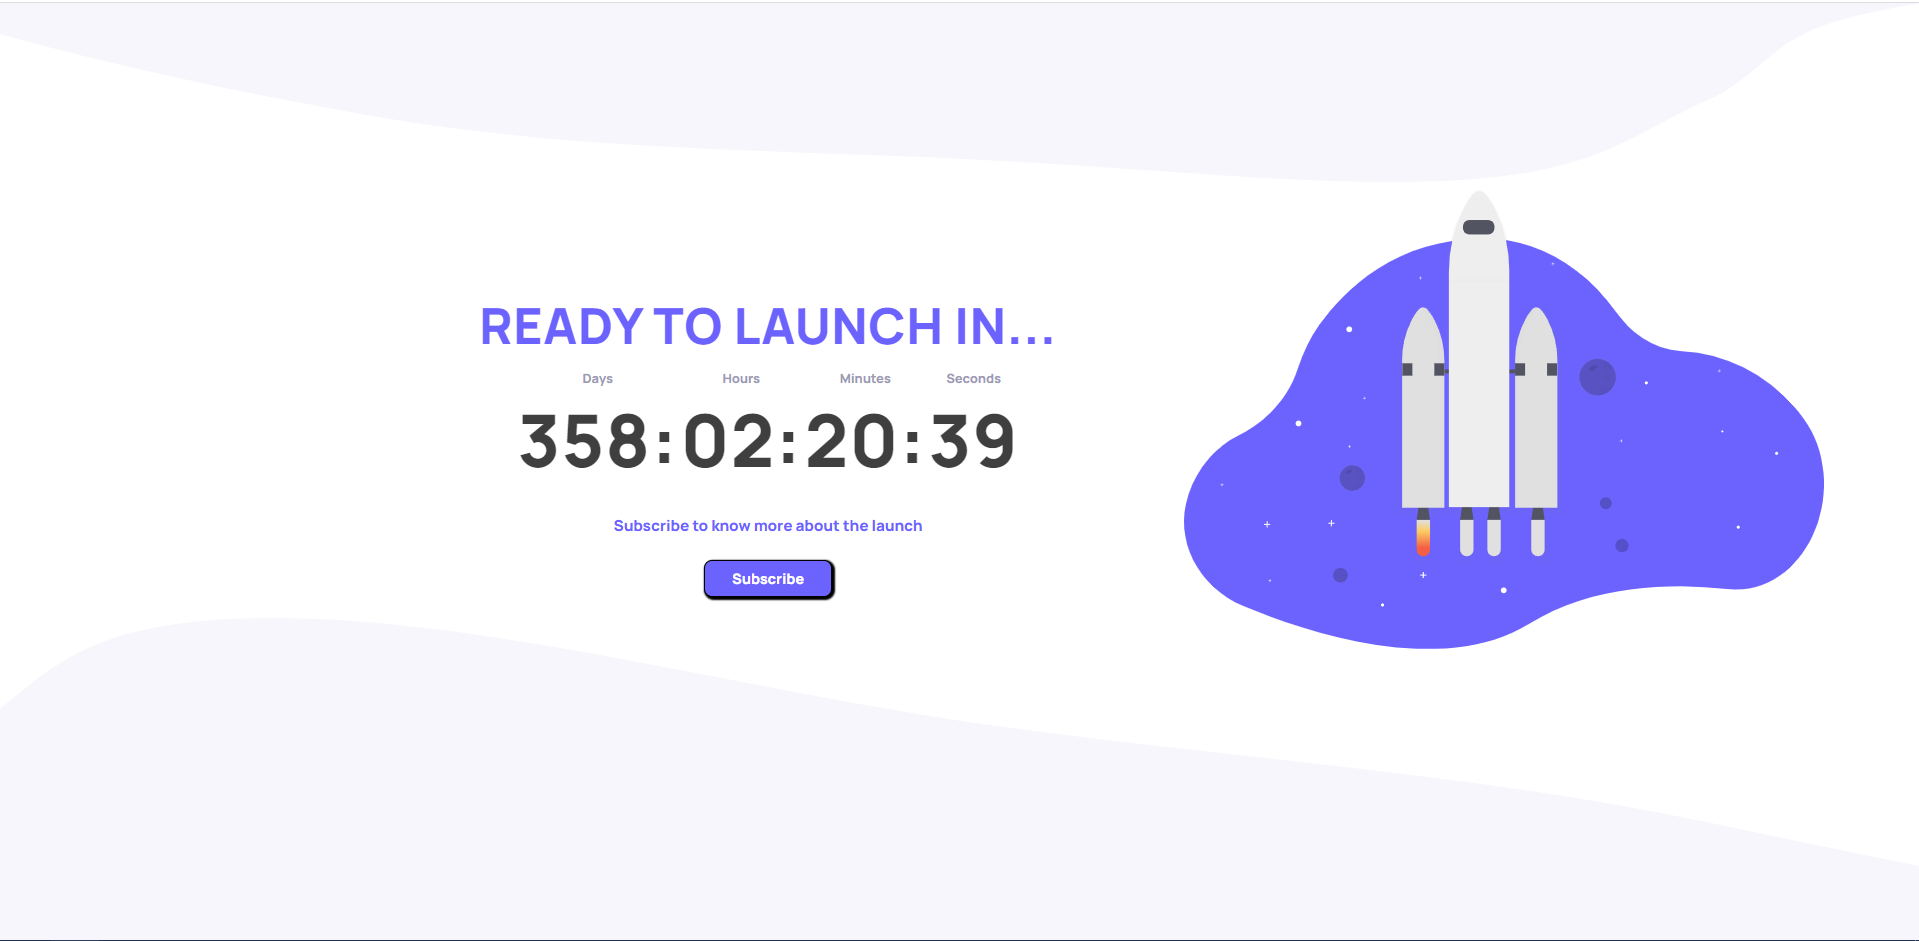 READY TO LAUNCH IN...
Days Hours Minutes Seconds
358:02:20:39
Subscribe to know more about the launch
Subscribe